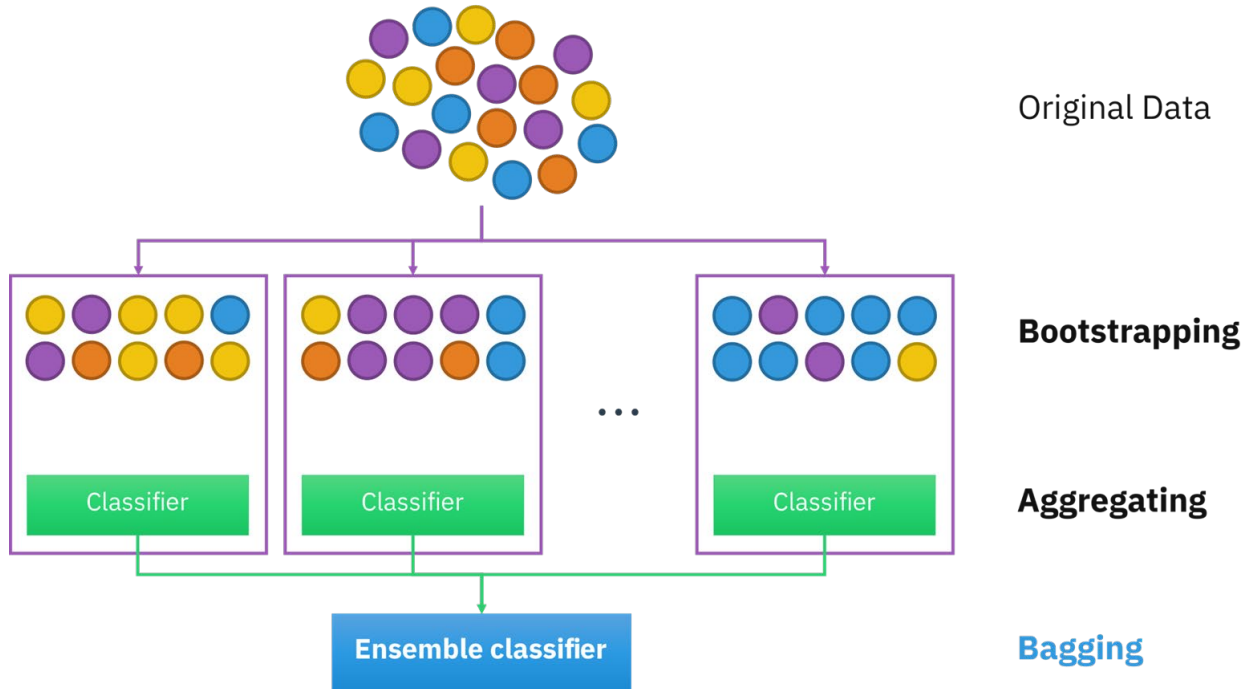 Original Data
Bootstrapping
...
Classifier
Classifier
Classifier
Aggregating
Ensemble classifier
Bagging